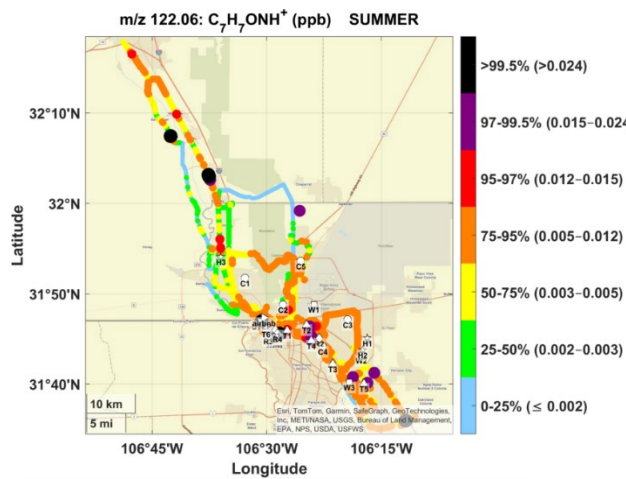 m/z 122.06: C₇H₇ONH⁺ (ppb) SUMMER
32°10'N
32°N
31°50'N
31°40'N
Latitude
H3
C1
C5
C2
W1
C3
airbnb
T6
T1
T2
H1
R3
R4
T4
H2
C4
W2
T3
W3
T5
10 km
5 mi
Esri, TomTom, Garmin, SafeGraph, GeoTechnologies,
Inc, METI/NASA, USGS, Bureau of Land Management,
EPA, NPS, USDA, USFWS
106°45'W
106°30'W
106°15'W
Longitude
>99.5% (>0.024)
97-99.5% (0.015−0.024
95-97% (0.012−0.015)
75-95% (0.005−0.012)
50-75% (0.003−0.005)
25-50% (0.002−0.003)
0-25% (≤ 0.002)